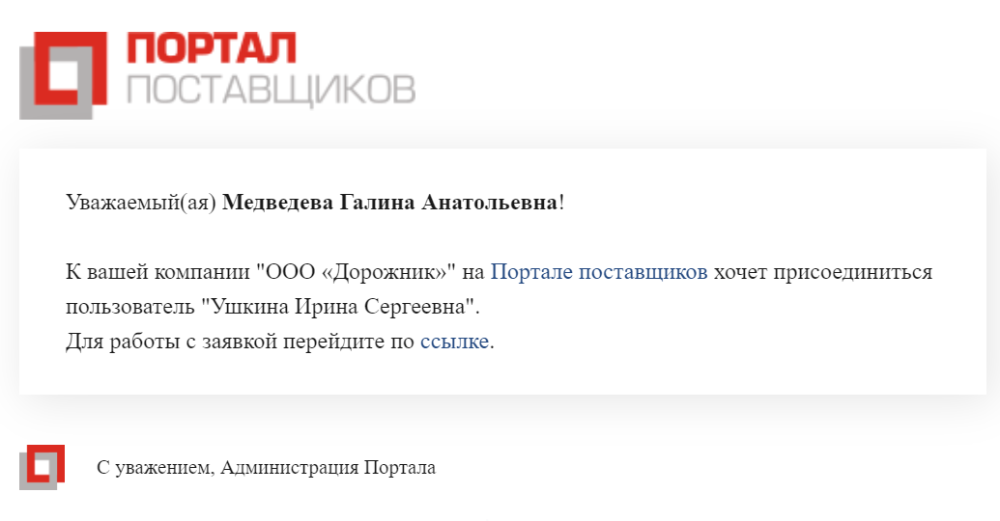 ПОРТАЛ
ПОСТАВЩИКОВ
Уважаемый(ая) Медведева Галина Анатольевна!
К вашей компании "ООО «Дорожник»" на Портале поставщиков хочет присоединиться
пользователь "Ушкина Ирина Сергеевна".
Для работы с заявкой перейдите по ссылке.
С уважением, Администрация Портала